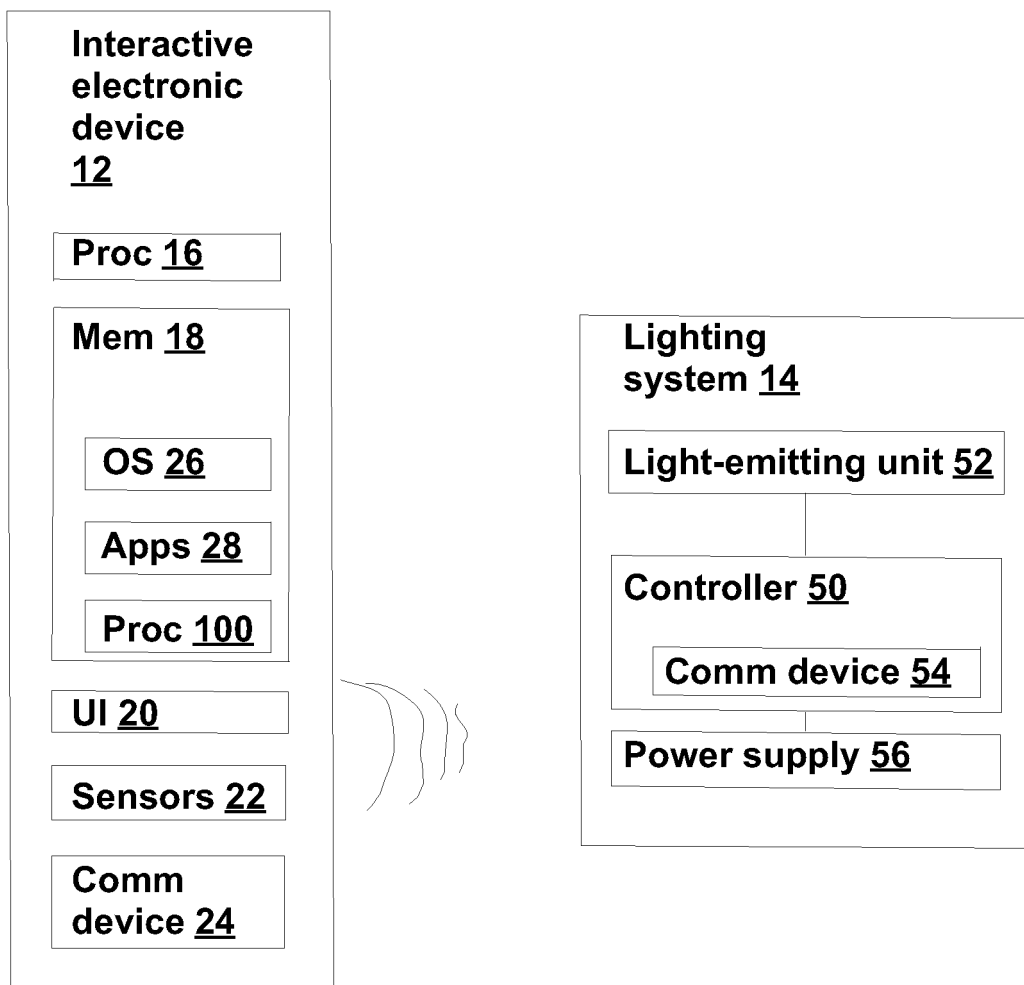 Interactive
electronic
device
12
Proc 16
Mem 18
OS 26
Apps 28
Proc 100
UI 20
Sensors 22
Comm
device 24
Lighting
system 14
Light-emitting unit 52
Controller 50
Comm device 54
Power supply 56